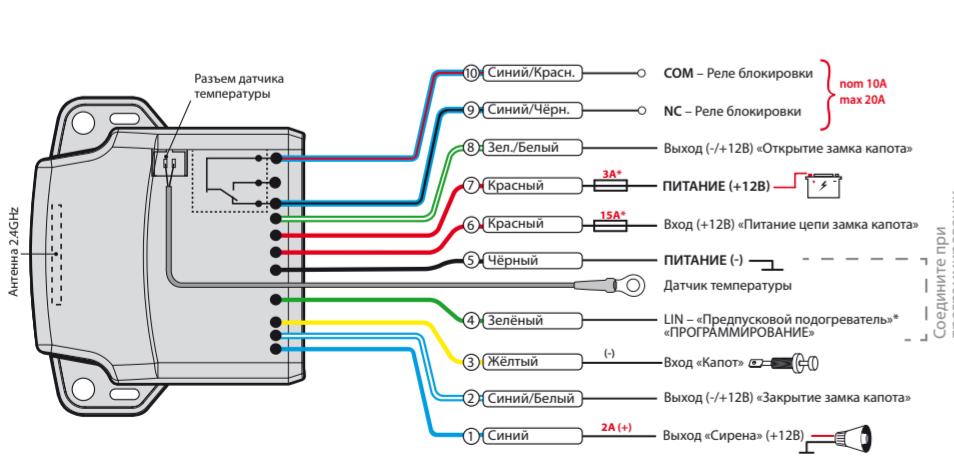 Разъем датчика
температуры
Антенна 2.4GHz
10 Синий/Красн. COM – Реле блокировки
nom 10A
max 20A
9 Синий/Чёрн. NC – Реле блокировки
8 Зел./Белый Выход (-/+12В) «Открытие замка капота»
7 Красный 3A* ПИТАНИЕ (+12В)
6 Красный 15A* Вход (+12В) «Питание цепи замка капота»
5 Чёрный ПИТАНИЕ (-)
Датчик температуры
4 Зелёный LIN – «Предпусковой подогреватель»*
«ПРОГРАММИРОВАНИЕ»
3 Жёлтый (-) Вход «Капот»
2 Синий/Белый Выход (-/+12В) «Закрытие замка капота»
1 Синий 2A (+) Выход «Сирена» (+12В)
Соедините при